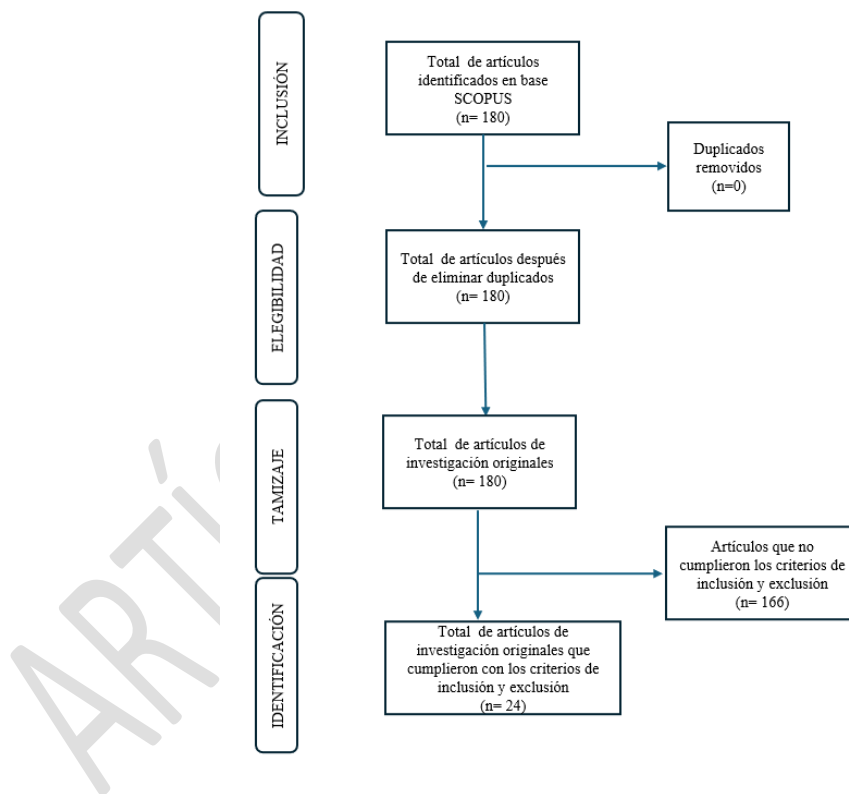 INCLUSIÓN
Total de artículos
identificados en base
SCOPUS
(n= 180)
Duplicados
removidos
(n=0)
ELEGIBILIDAD
Total de artículos después
de eliminar duplicados
(n= 180)
TAMIZAJE
Total de artículos de
investigación originales
(n= 180)
Artículos que no
cumplieron los criterios de
inclusión y exclusión
(n= 166)
IDENTIFICACIÓN
Total de artículos de
investigación originales que
cumplieron con los criterios de
inclusión y exclusión
(n= 24)